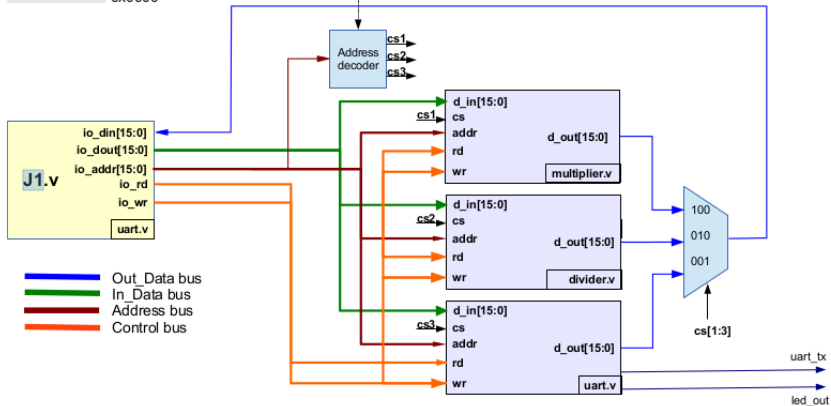 cs1
Address
decoder
cs2
cs3
J1.v
io_din[15:0]
io_dout[15:0]
io_addr[15:0]
io_rd
io_wr
uart.v
d_in[15:0]
cs1
cs
addr
d_out[15:0]
rd
wr
multiplier.v
d_in[15:0]
cs2
cs
addr
d_out[15:0]
rd
wr
divider.v
d_in[15:0]
cs3
cs
addr
d_out[15:0]
rd
wr
uart.v
100
010
001
cs[1:3]
uart_tx
led_out
Out_Data bus
In_Data bus
Address bus
Control bus